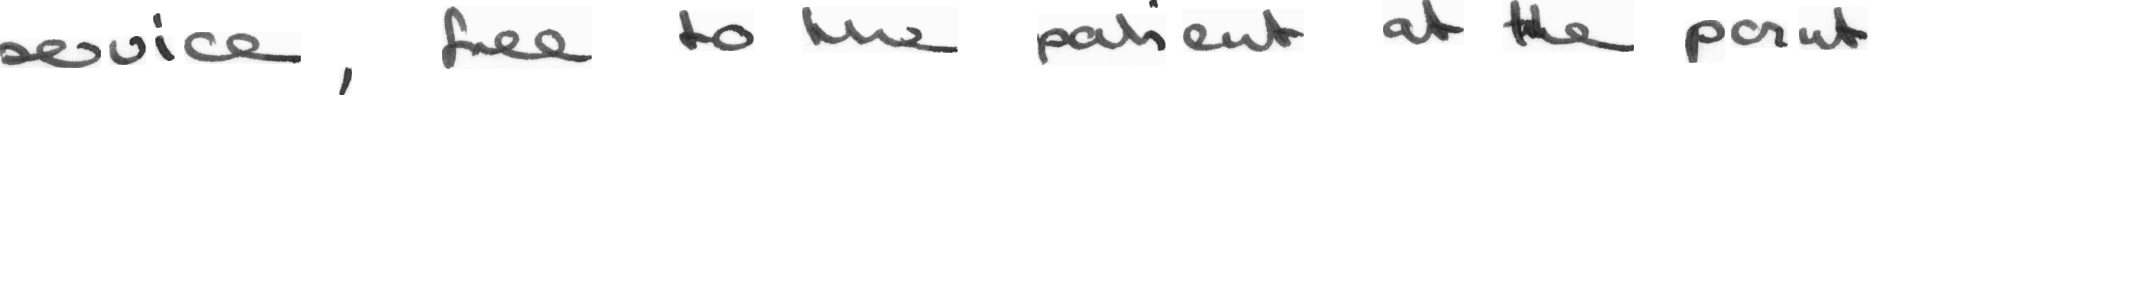 service, free to the patient at the point